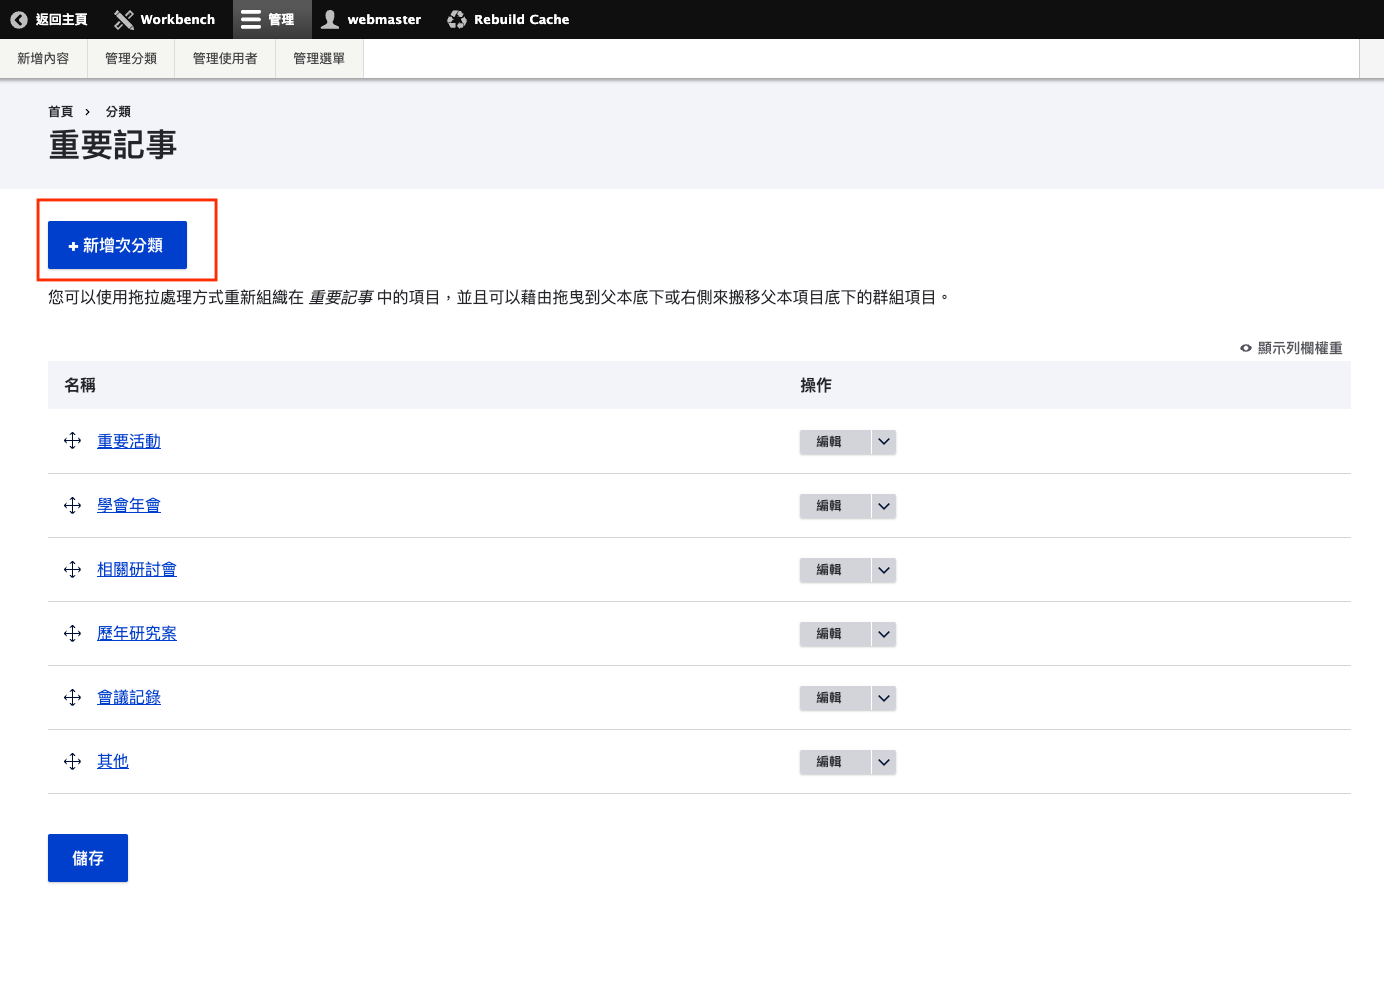 返回主頁 Workbench 管理 webmaster Rebuild Cache
新增內容 管理分類 管理使用者 管理選單
首頁 › 分類
重要記事
+ 新增次分類
您可以使用拖拉處理方式重新組織在 重要記事 中的項目，並且可以藉由拖曳到父本底下或右側來搬移父本項目底下的群組項目。
顯示列欄權重
名稱 操作
重要活動 編輯
學會年會 編輯
相關研討會 編輯
歷年研究案 編輯
會議記錄 編輯
其他 編輯
儲存